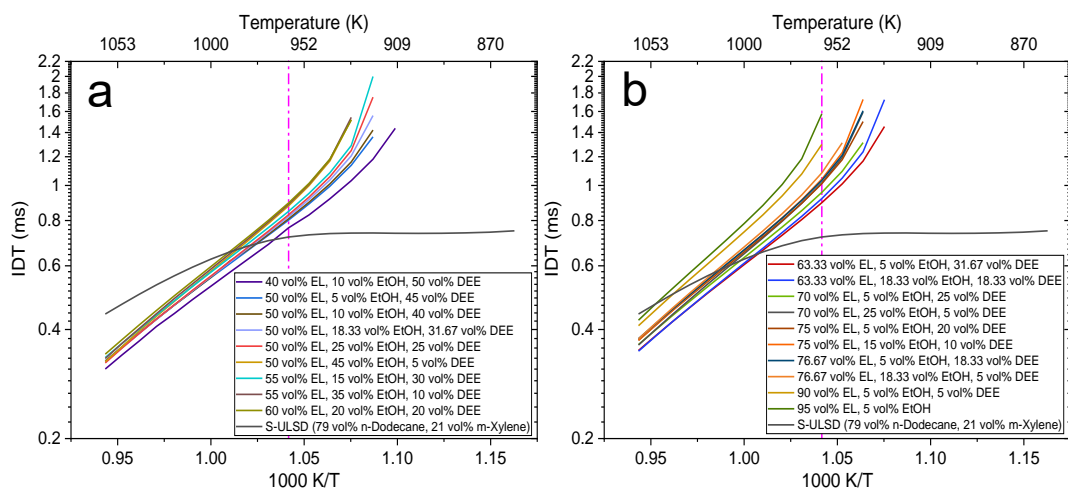 Temperature (K)
1053 1000 952 909 870
a
2.2
2
1.8
1.6
1.4
1.2
1
0.8
0.6
0.4
0.2
IDT (ms)
40 vol% EL, 10 vol% EtOH, 50 vol% DEE
50 vol% EL, 5 vol% EtOH, 45 vol% DEE
50 vol% EL, 10 vol% EtOH, 40 vol% DEE
50 vol% EL, 18.33 vol% EtOH, 31.67 vol% DEE
50 vol% EL, 25 vol% EtOH, 25 vol% DEE
50 vol% EL, 45 vol% EtOH, 5 vol% DEE
55 vol% EL, 15 vol% EtOH, 30 vol% DEE
55 vol% EL, 35 vol% EtOH, 10 vol% DEE
60 vol% EL, 20 vol% EtOH, 20 vol% DEE
S-ULSD (79 vol% n-Dodecane, 21 vol% m-Xylene)
0.95 1.00 1.05 1.10 1.15
1000 K/T
Temperature (K)
1053 1000 952 909 870
b
2.2
2
1.8
1.6
1.4
1.2
1
0.8
0.6
0.4
0.2
IDT (ms)
63.33 vol% EL, 5 vol% EtOH, 31.67 vol% DEE
63.33 vol% EL, 18.33 vol% EtOH, 18.33 vol% DEE
70 vol% EL, 5 vol% EtOH, 25 vol% DEE
70 vol% EL, 25 vol% EtOH, 5 vol% DEE
75 vol% EL, 5 vol% EtOH, 20 vol% DEE
75 vol% EL, 15 vol% EtOH, 10 vol% DEE
76.67 vol% EL, 5 vol% EtOH, 18.33 vol% DEE
76.67 vol% EL, 18.33 vol% EtOH, 5 vol% DEE
90 vol% EL, 5 vol% EtOH, 5 vol% DEE
95 vol% EL, 5 vol% EtOH
S-ULSD (79 vol% n-Dodecane, 21 vol% m-Xylene)
0.95 1.00 1.05 1.10 1.15
1000 K/T